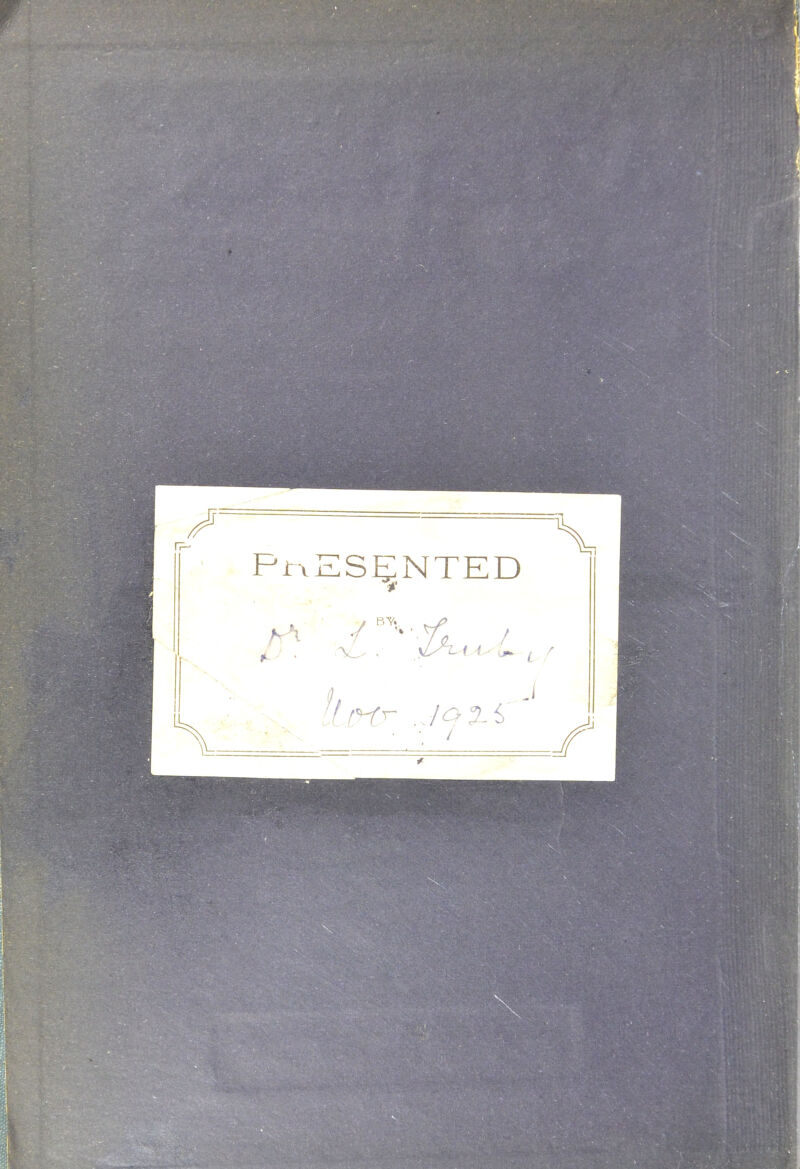 PRESENTED
BY
Dr. L. Truby
Nov 1925